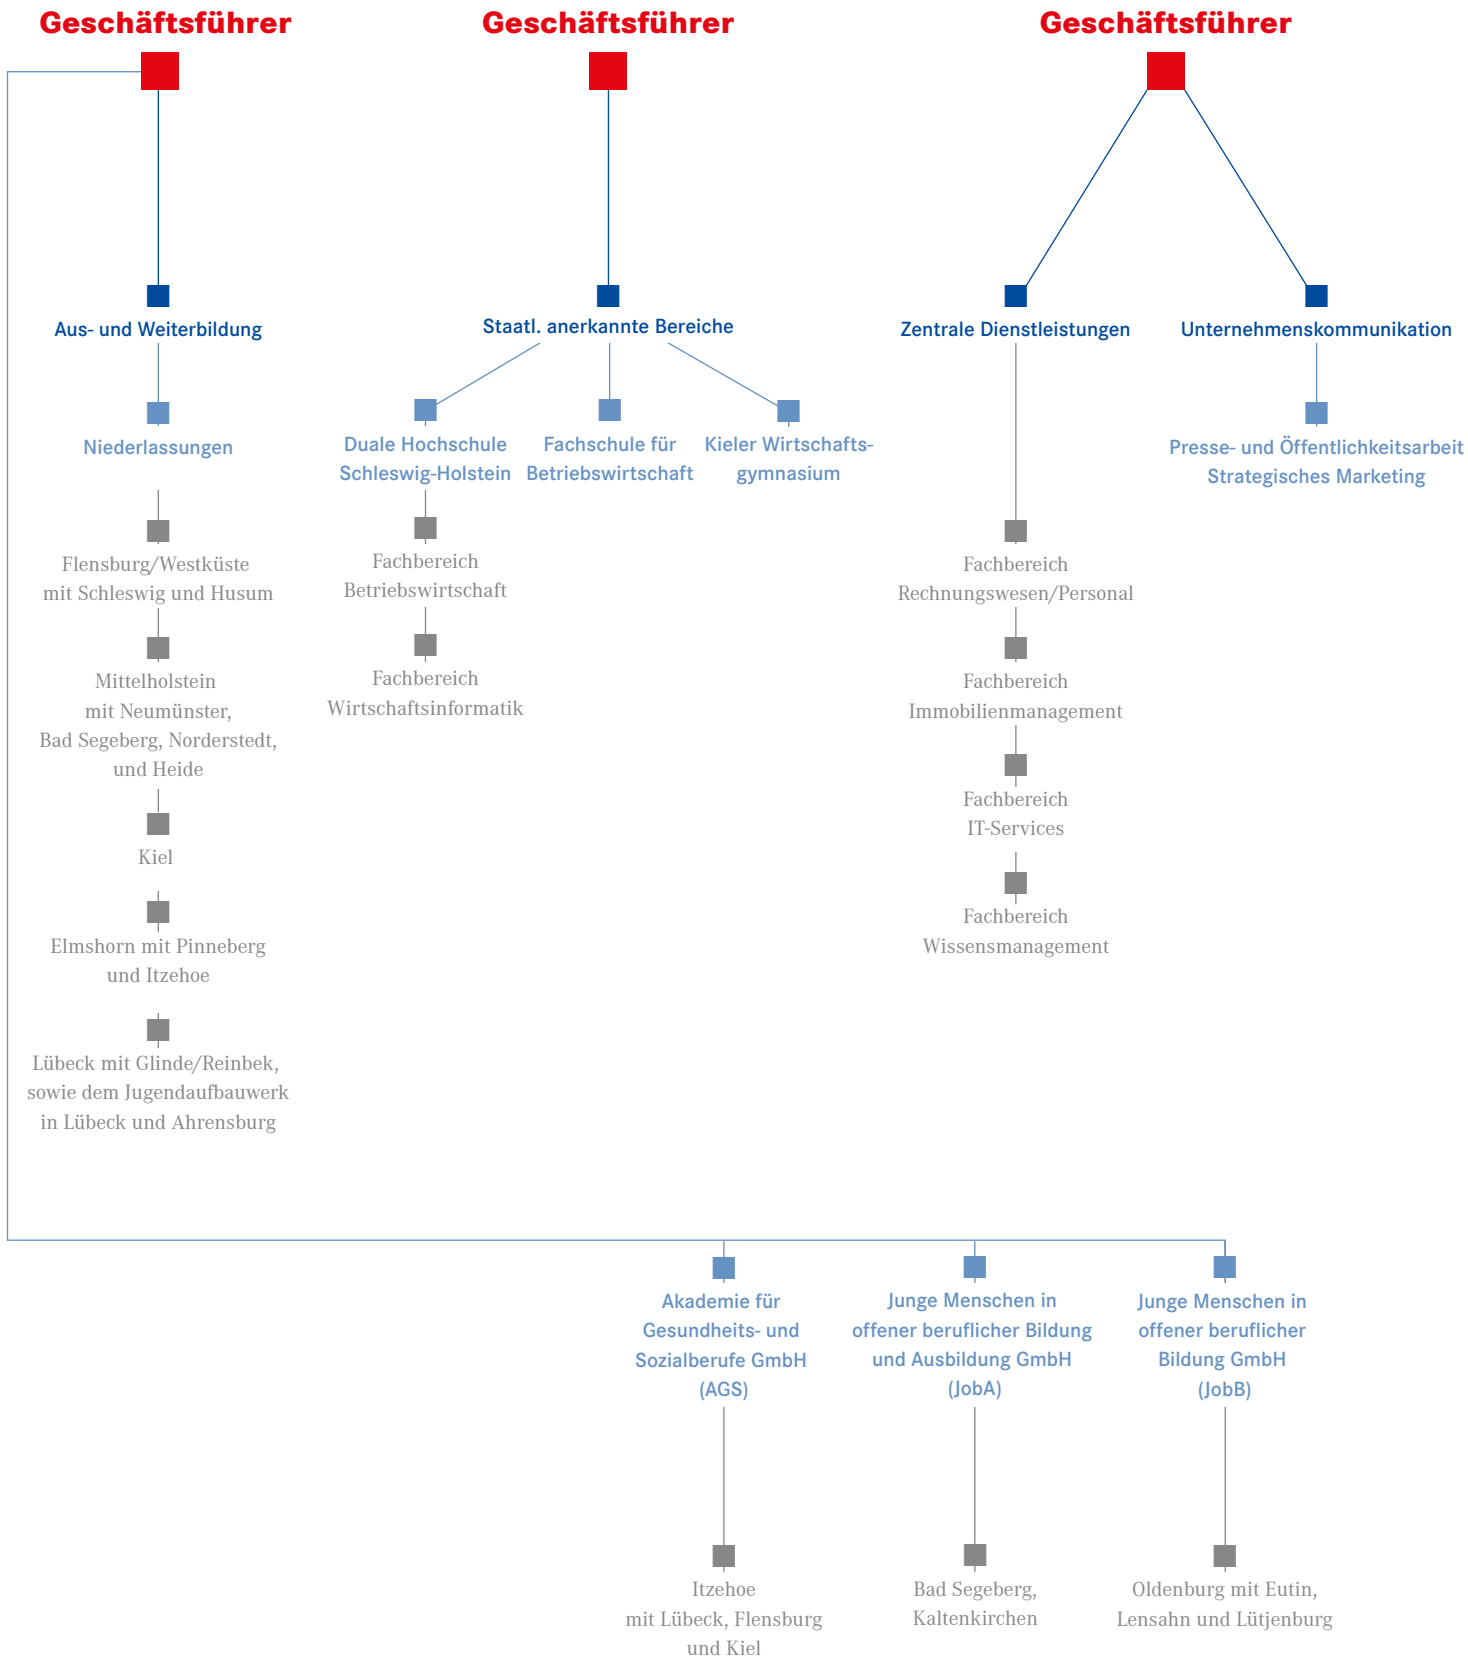 Geschäftsführer
Aus- und Weiterbildung
Niederlassungen
Flensburg/Westküste
mit Schleswig und Husum
Mittelholstein
mit Neumünster,
Bad Segeberg, Norderstedt,
und Heide
Kiel
Elmshorn mit Pinneberg
und Itzehoe
Lübeck mit Glinde/Reinbek,
sowie dem Jugendaufbauwerk
in Lübeck und Ahrensburg
Geschäftsführer
Staatl. anerkannte Bereiche
Duale Hochschule
Schleswig-Holstein
Fachbereich
Betriebswirtschaft
Fachbereich
Wirtschaftsinformatik
Fachschule für
Betriebswirtschaft
Kieler Wirtschafts-
gymnasium
Geschäftsführer
Zentrale Dienstleistungen
Fachbereich
Rechnungswesen/Personal
Fachbereich
Immobilienmanagement
Fachbereich
IT-Services
Fachbereich
Wissensmanagement
Unternehmenskommunikation
Presse- und Öffentlichkeitsarbeit
Strategisches Marketing
Akademie für
Gesundheits- und
Sozialberufe GmbH
(AGS)
Itzehoe
mit Lübeck, Flensburg
und Kiel
Junge Menschen in
offener beruflicher Bildung
und Ausbildung GmbH
(JobA)
Bad Segeberg,
Kaltenkirchen
Junge Menschen in
offener beruflicher
Bildung GmbH
(JobB)
Oldenburg mit Eutin,
Lensahn und Lütjenburg